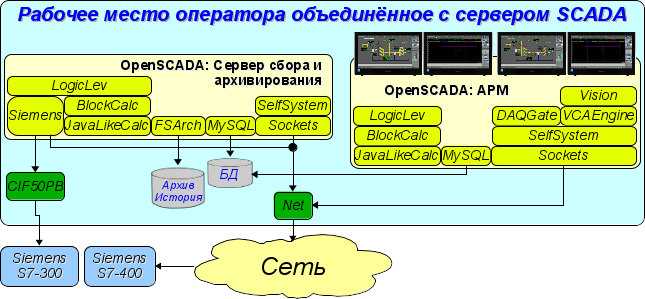 Рабочее место оператора объединённое с сервером SCADA
OpenSCADA: Сервер сбора и
архивирования
LogicLev
Siemens
BlockCalc
JavaLikeCalc
FSArch
MySQL
SelfSystem
Sockets
OpenSCADA: АРМ
Vision
LogicLev
DAQGate
VCAEngine
BlockCalc
SelfSystem
JavaLikeCalc
MySQL
Sockets
CIF50PB
Архив
История
БД
Net
Siemens
S7-300
Siemens
S7-400
Сеть